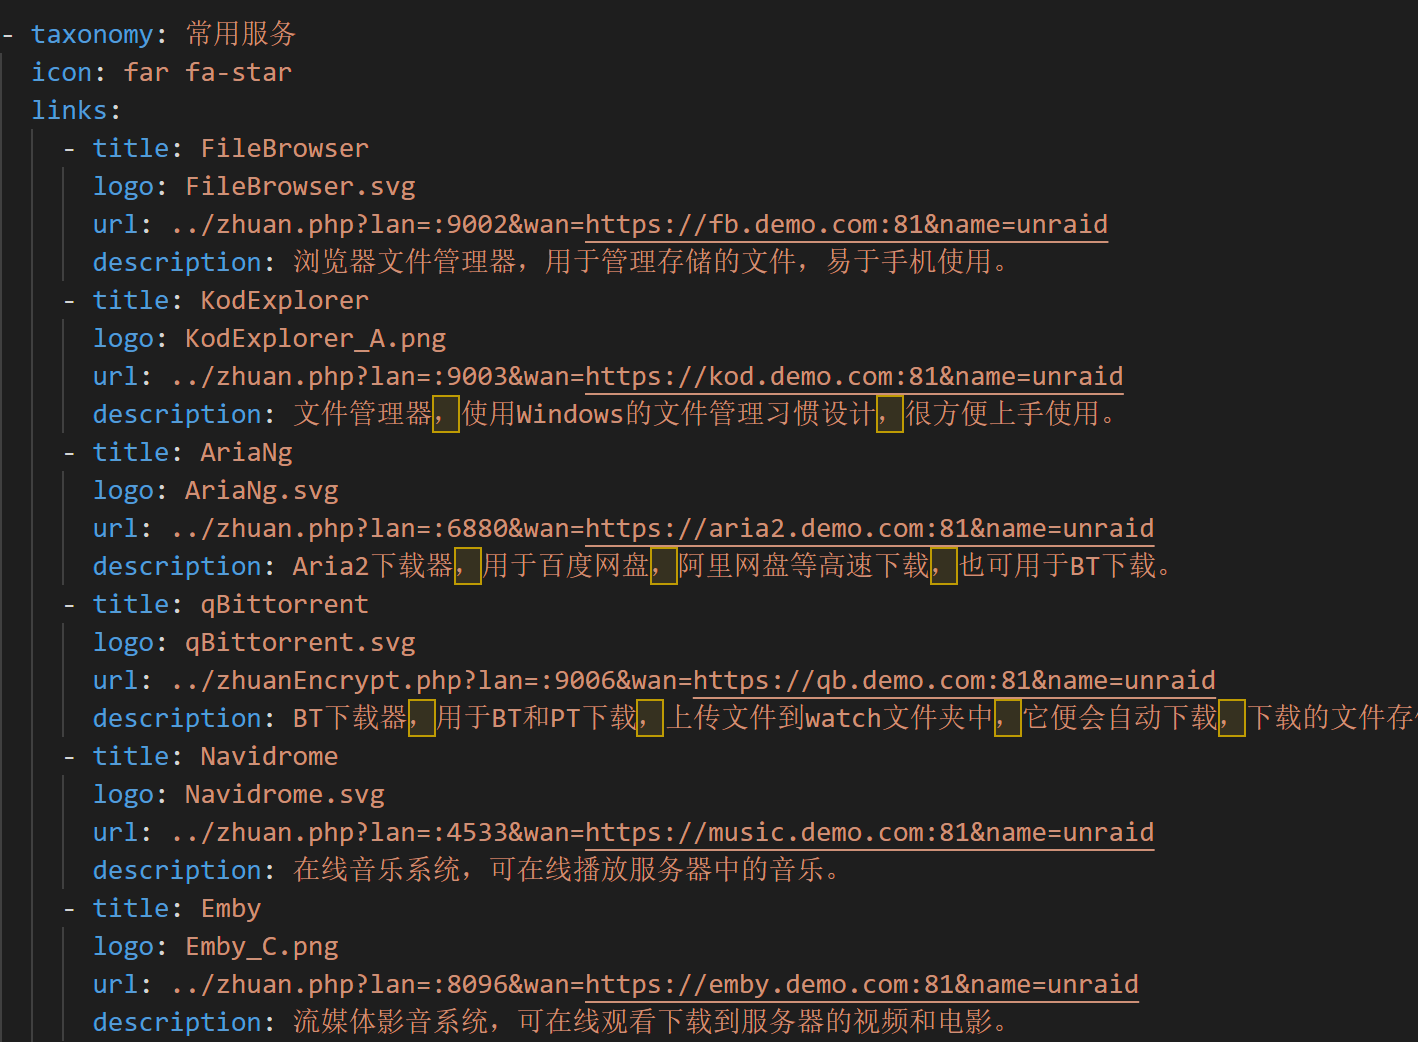 - taxonomy: 常用服务
icon: far fa-star
links:
- title: FileBrowser
logo: FileBrowser.svg
url: ../zhuan.php?lan=:9002&wan=https://fb.demo.com:81&name=unraid
description: 浏览器文件管理器，用于管理存储的文件，易于手机使用。
- title: KodExplorer
logo: KodExplorer_A.png
url: ../zhuan.php?lan=:9003&wan=https://kod.demo.com:81&name=unraid
description: 文件管理器，使用Windows的文件管理习惯设计，很方便上手使用。
- title: AriaNg
logo: AriaNg.svg
url: ../zhuan.php?lan=:6880&wan=https://aria2.demo.com:81&name=unraid
description: Aria2下载器，用于百度网盘，阿里网盘等高速下载，也可用于BT下载。
- title: qBittorrent
logo: qBittorrent.svg
url: ../zhuanEncrypt.php?lan=:9006&wan=https://qb.demo.com:81&name=unraid
description: BT下载器，用于BT和PT下载，上传文件到watch文件夹中，它便会自动下载，下载的文件存
- title: Navidrome
logo: Navidrome.svg
url: ../zhuan.php?lan=:4533&wan=https://music.demo.com:81&name=unraid
description: 在线音乐系统，可在线播放服务器中的音乐。
- title: Emby
logo: Emby_C.png
url: ../zhuan.php?lan=:8096&wan=https://emby.demo.com:81&name=unraid
description: 流媒体影音系统，可在线观看下载到服务器的视频和电影。